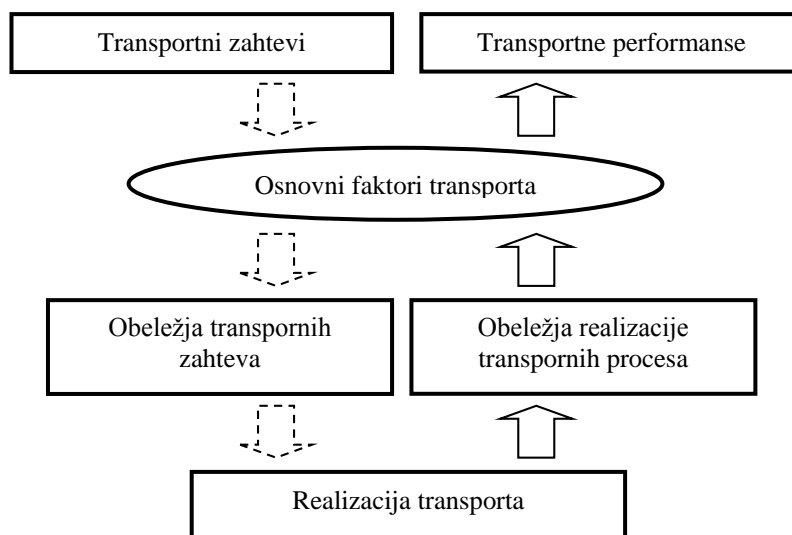 Transportni zahtevi
Transportne performanse
Osnovni faktori transporta
Obeležja transpornih
zahteva
Obeležja realizacije
transpornih procesa
Realizacija transporta